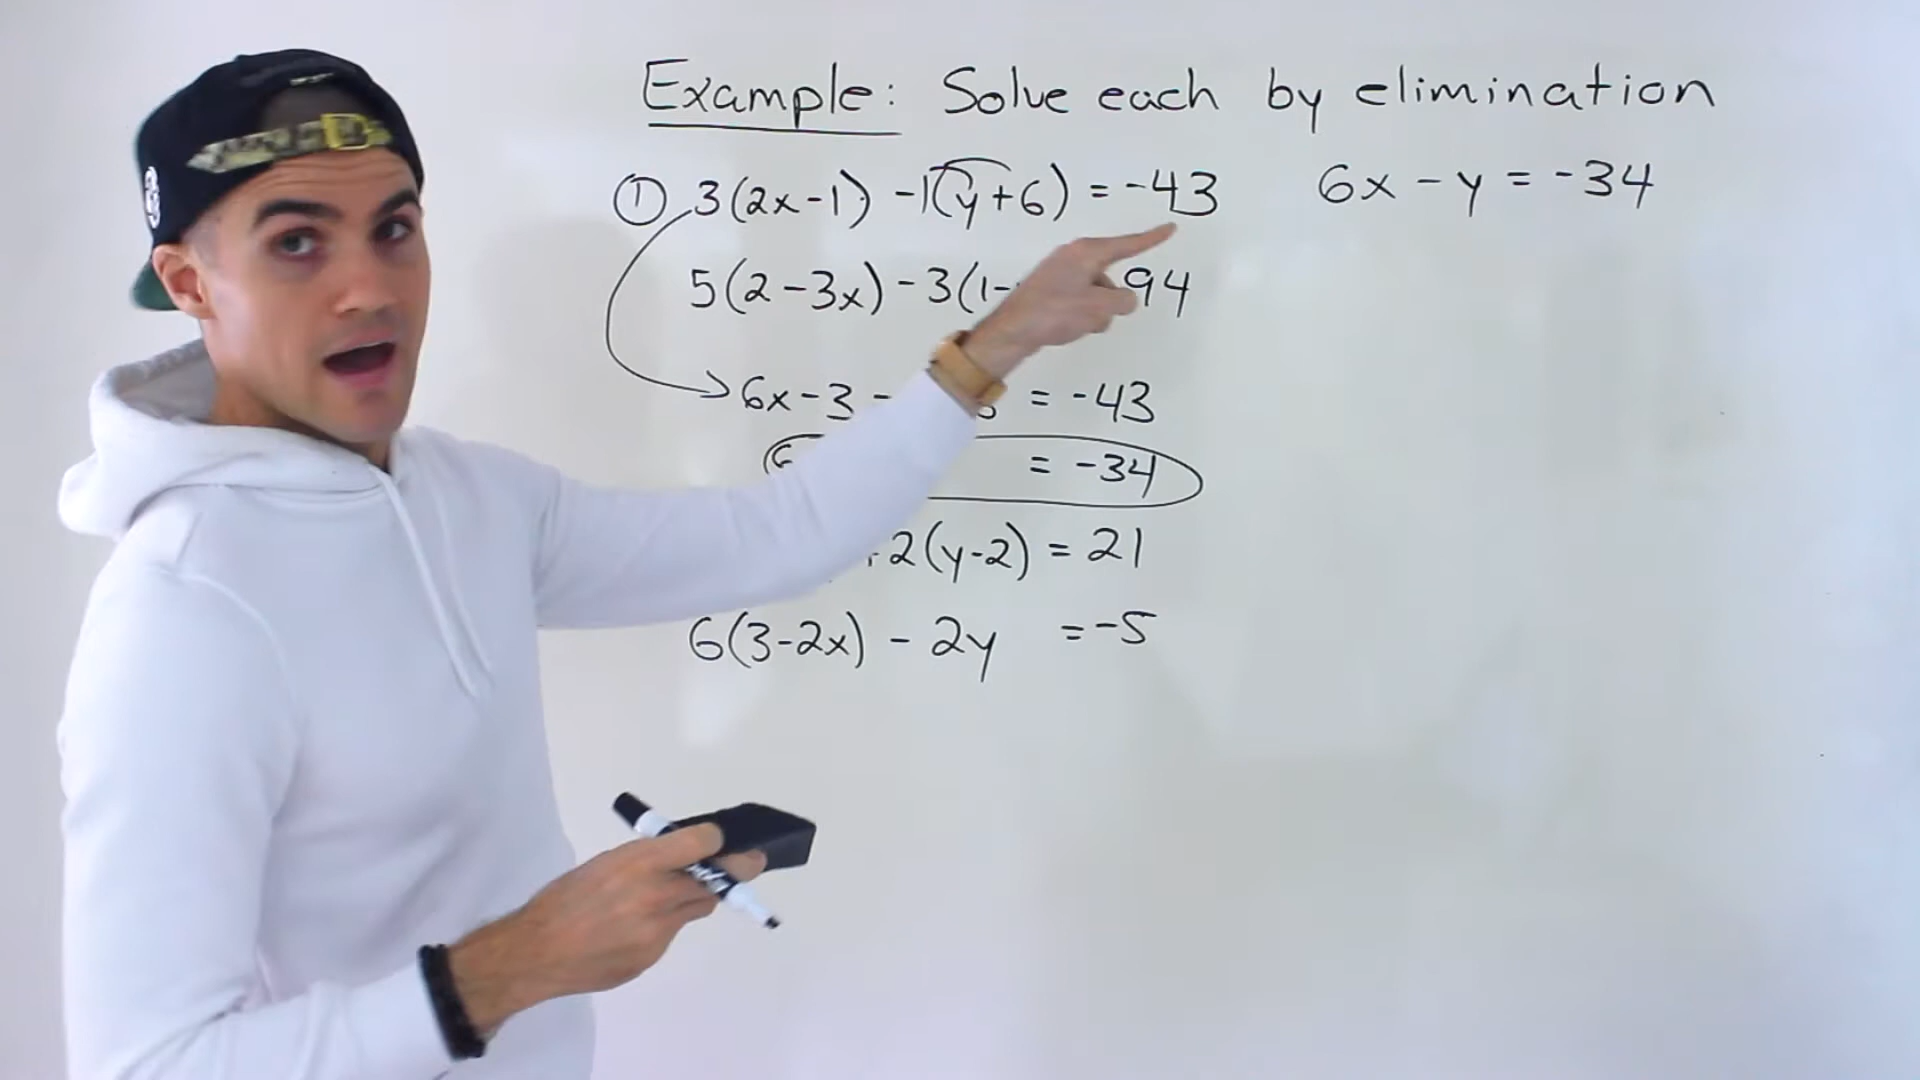 Example: Solve each by elimination
① 3(2x-1) -1(y+6) = -43
6x - y = -34
5(2-3x) - 3(1- 94
6x - 3 - = -43
= -34
+2(y-2) = 21
6(3-2x) - 2y = -5